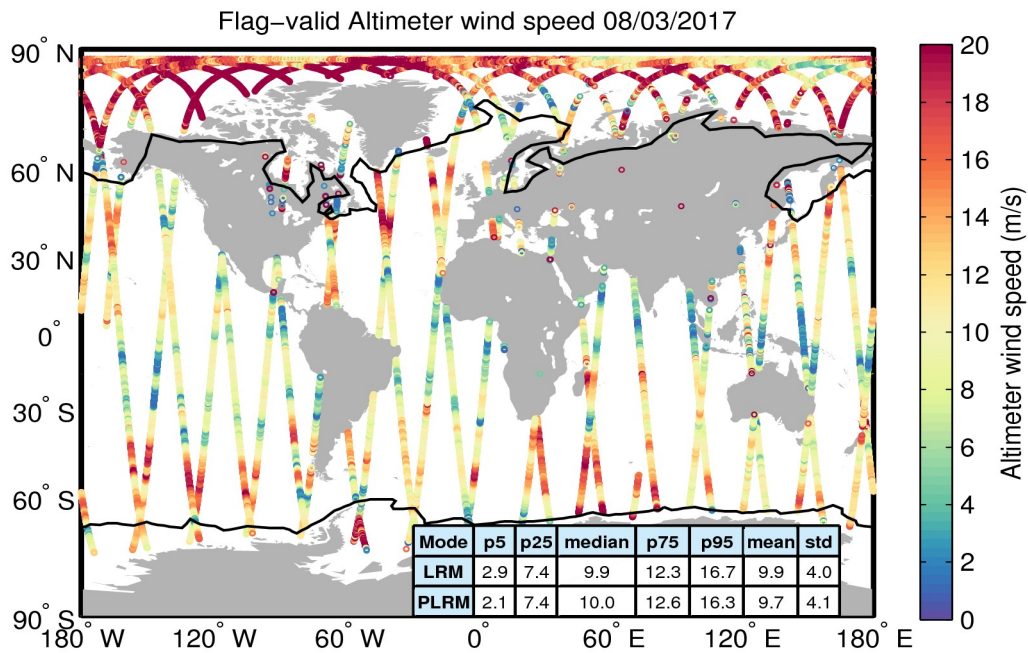 Flag−valid Altimeter wind speed 08/03/2017
90° N
60° N
30° N
0°
30° S
60° S
90° S
180° W
120° W
60° W
0°
60° E
120° E
180° E
Mode p5 p25 median p75 p95 mean std
LRM 2.9 7.4 9.9 12.3 16.7 9.9 4.0
PLRM 2.1 7.4 10.0 12.6 16.3 9.7 4.1
20
18
16
14
12
10
8
6
4
2
0
Altimeter wind speed (m/s)